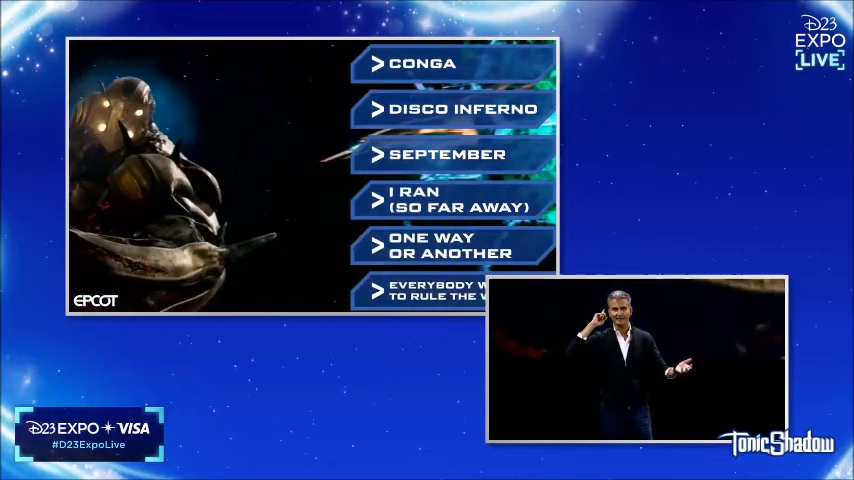 D23
EXPO
LIVE
> CONGA
> DISCO INFERNO
> SEPTEMBER
> I RAN
(SO FAR AWAY)
> ONE WAY
OR ANOTHER
> EVERYBODY W
TO RULE THE W
EPCOT
D23 EXPO VISA
#D23ExpoLive
TonicShadow